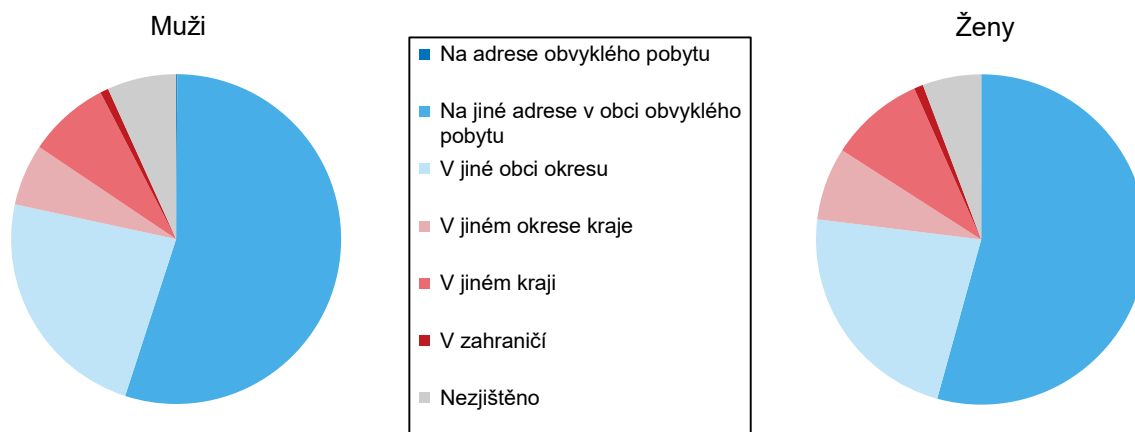 Muži
Na adrese obvyklého pobytu
Na jiné adrese v obci obvyklého
pobytu
V jiné obci okresu
V jiném okrese kraje
V jiném kraji
V zahraničí
Nezjištěno
Ženy